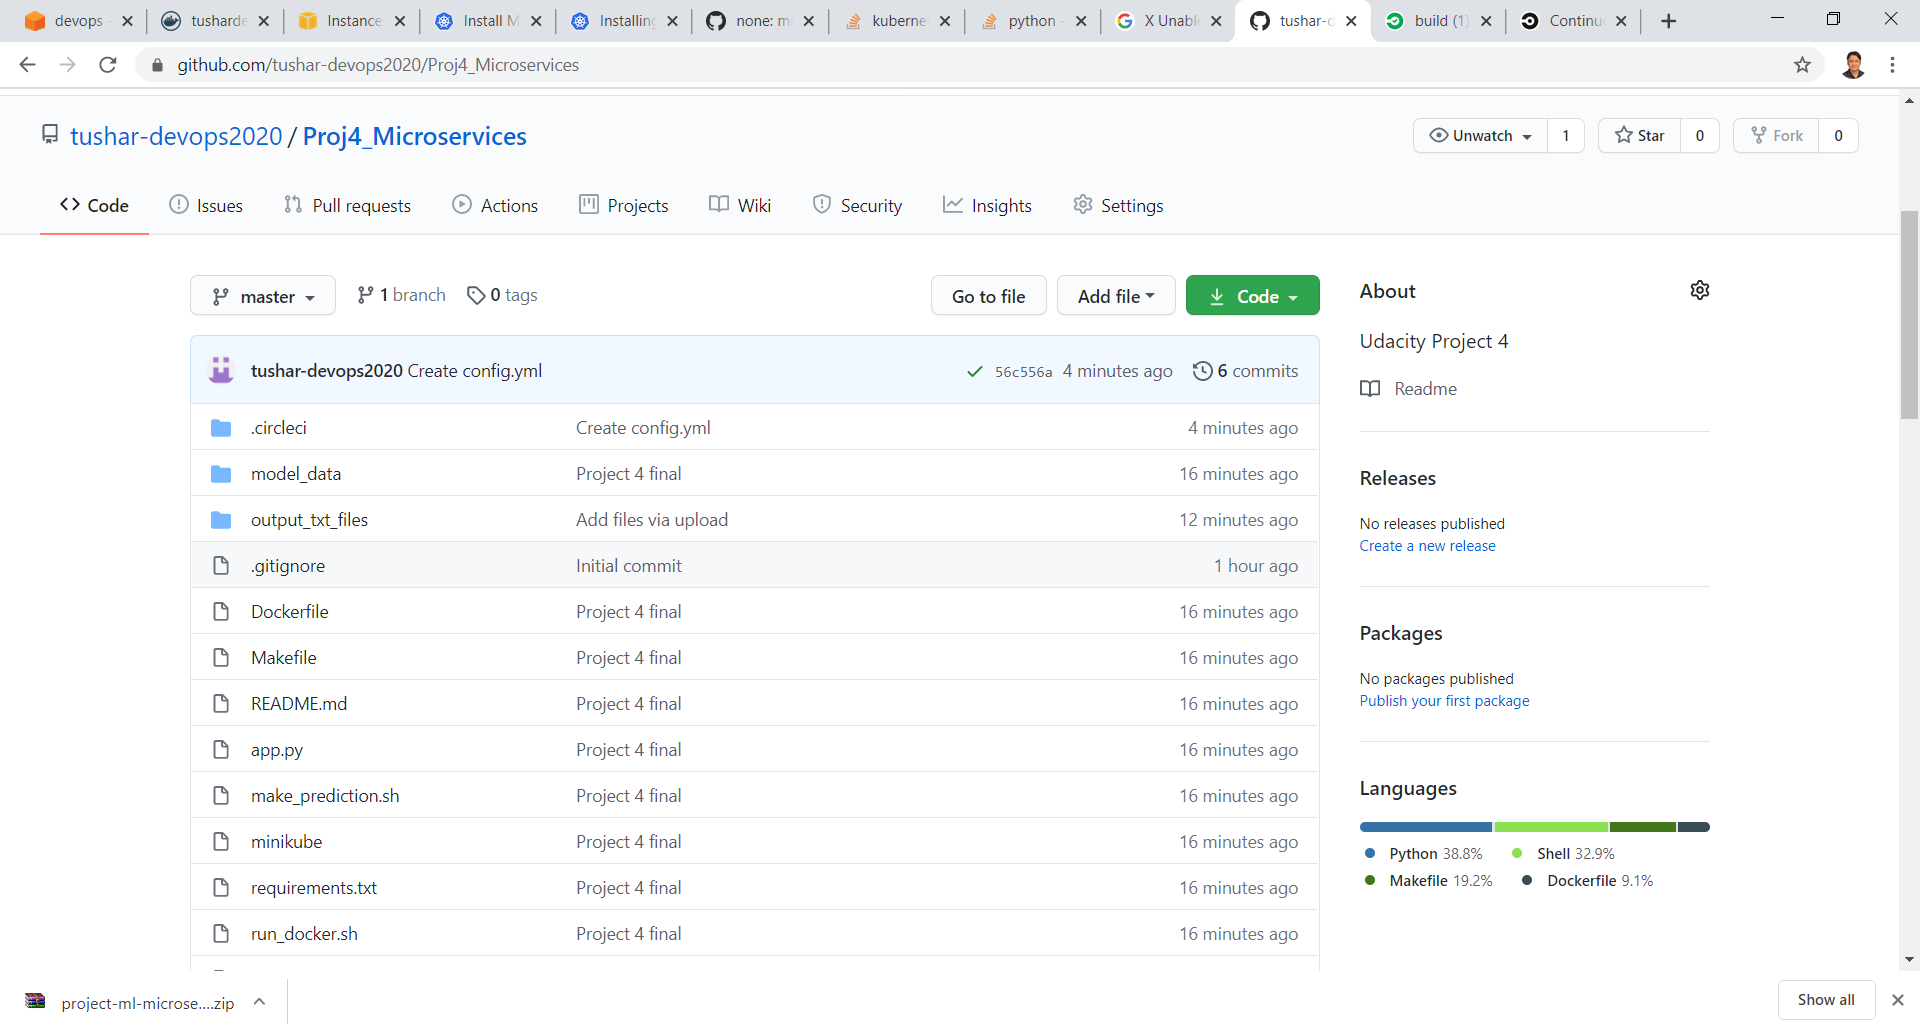 devops - tusharde Instance Install M Installing none: mi kuberne python - X Unabl tushar-d build (1) Continu
github.com/tushar-devops2020/Proj4_Microservices
tushar-devops2020 / Proj4_Microservices Unwatch 1 Star 0 Fork 0
Code Issues Pull requests Actions Projects Wiki Security Insights Settings
master 1 branch 0 tags Go to file Add file Code
tushar-devops2020 Create config.yml 56c556a 4 minutes ago 6 commits
.circleci Create config.yml 4 minutes ago
model_data Project 4 final 16 minutes ago
output_txt_files Add files via upload 12 minutes ago
.gitignore Initial commit 1 hour ago
Dockerfile Project 4 final 16 minutes ago
Makefile Project 4 final 16 minutes ago
README.md Project 4 final 16 minutes ago
app.py Project 4 final 16 minutes ago
make_prediction.sh Project 4 final 16 minutes ago
minikube Project 4 final 16 minutes ago
requirements.txt Project 4 final 16 minutes ago
run_docker.sh Project 4 final 16 minutes ago
About
Udacity Project 4
Readme
Releases
No releases published
Create a new release
Packages
No packages published
Publish your first package
Languages
Python 38.8% Shell 32.9%
Makefile 19.2% Dockerfile 9.1%
project-ml-microse....zip Show all